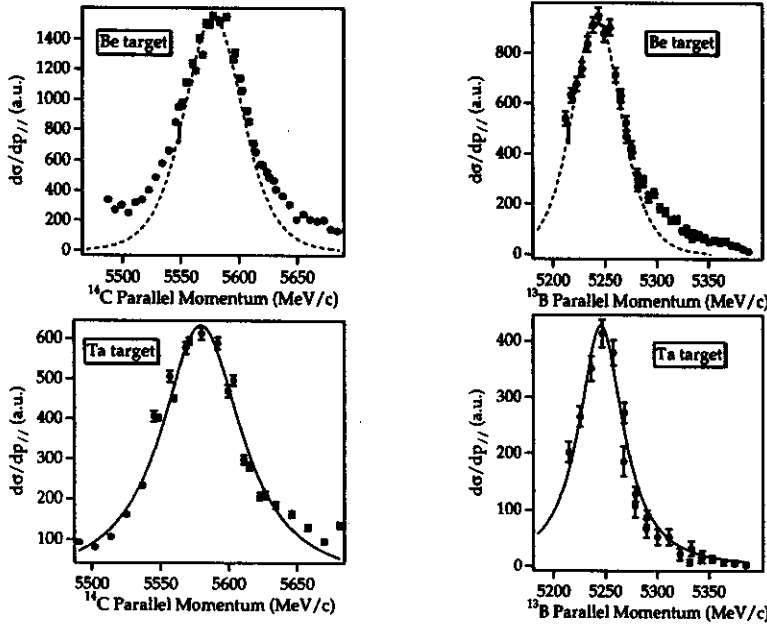 1400
1200
1000
800
600
400
200
0
dσ/dp// (a.u.)
Be target
5500 5550 5600 5650
¹⁴C Parallel Momentum (MeV/c)
800
600
400
200
0
dσ/dp// (a.u.)
Be target
5200 5250 5300 5350
¹³B Parallel Momentum (MeV/c)
600
500
400
300
200
100
dσ/dp// (a.u.)
Ta target
5500 5550 5600 5650
¹⁴C Parallel Momentum (MeV/c)
400
300
200
100
0
dσ/dp// (a.u.)
Ta target
5200 5250 5300 5350
¹³B Parallel Momentum (MeV/c)